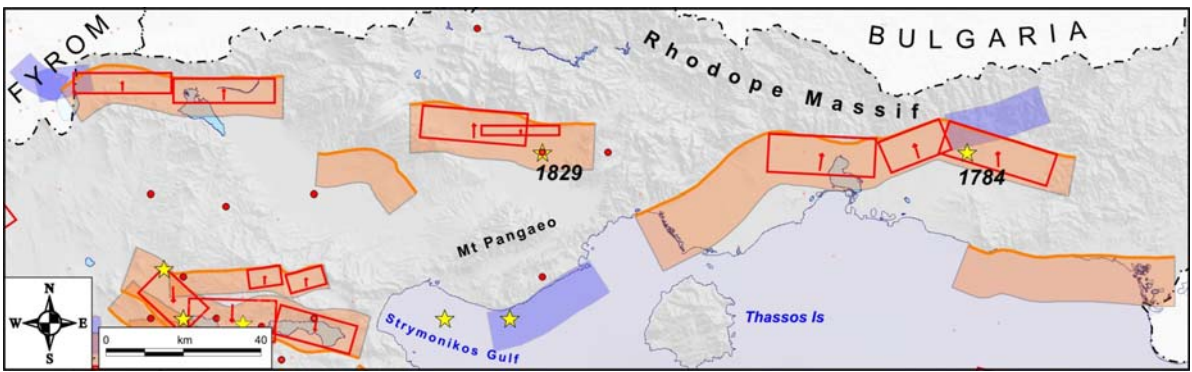 FYROM
BULGARIA
Rhodope Massif
1829
1784
Mt Pangaeo
Thassos Is
Strymonikos Gulf
N
W E
S
0 km 40